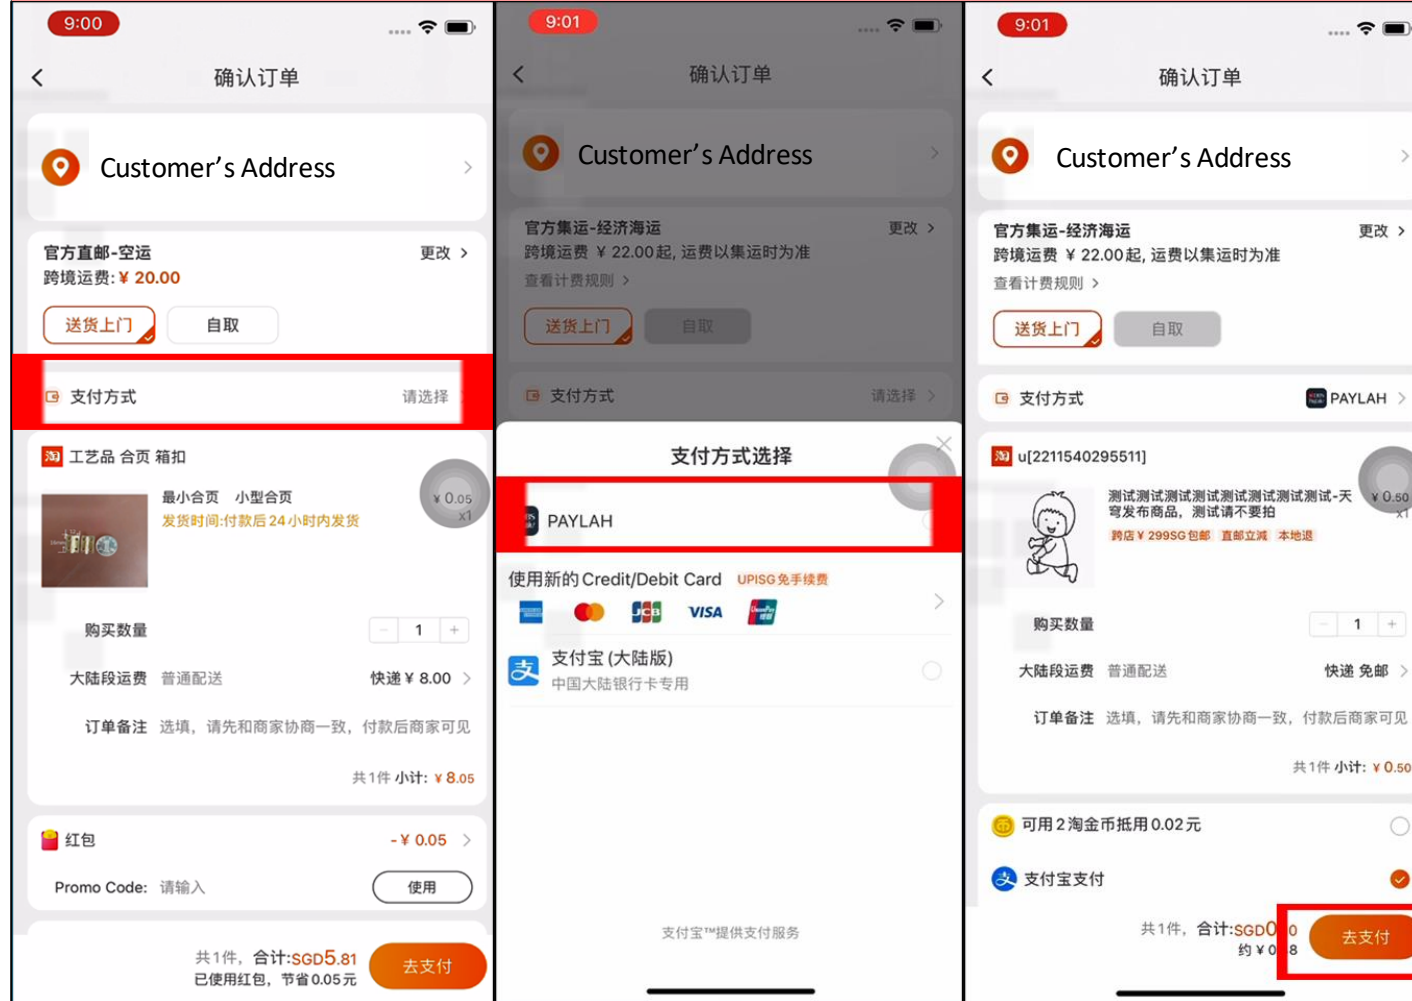 9:00
确认订单
Customer's Address
官方直邮-空运
更改
跨境运费: ¥ 20.00
送货上门
自取
支付方式
请选择
淘 工艺品 合页 箱扣
最小合页 小型合页
¥ 0.05
发货时间:付款后24小时内发货
x1
购买数量
- 1 +
大陆段运费 普通配送
快递 ¥ 8.00
订单备注 选填，请先和商家协商一致，付款后商家可见
共1件 小计: ¥ 8.05
红包
- ¥ 0.05
Promo Code: 请输入
使用
共1件, 合计:SGD5.81
已使用红包，节省0.05元
去支付
9:01
确认订单
Customer's Address
官方集运-经济海运
更改
跨境运费 ¥ 22.00起, 运费以集运时为准
查看计费规则
送货上门
自取
支付方式
请选择
支付方式选择
PAYLAH
使用新的 Credit/Debit Card UPISG免手续费
JCB VISA UnionPay 银联
支 支付宝 (大陆版)
中国大陆银行卡专用
支付宝™提供支付服务
9:01
确认订单
Customer's Address
官方集运-经济海运
更改
跨境运费 ¥ 22.00起, 运费以集运时为准
查看计费规则
送货上门
自取
支付方式
PAYLAH
淘 u[2211540295511]
测试测试测试测试测试测试测试测试-天
¥ 0.50
穹发布商品，测试请不要拍
x1
跨店¥299SG包邮 直邮立减 本地退
购买数量
- 1 +
大陆段运费 普通配送
快递 免邮
订单备注 选填，请先和商家协商一致，付款后商家可见
共1件 小计: ¥ 0.50
可用2淘金币抵用0.02元
支 支付宝支付
共1件, 合计:SGD0 0
约 ¥ 0 8
去支付